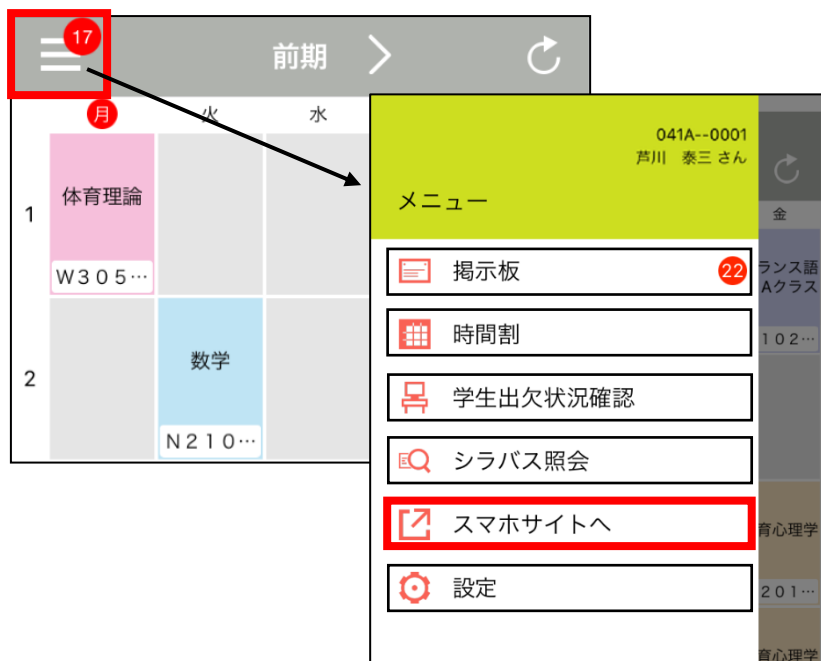 17
前期
月
火
水
1
体育理論
W305…
2
数学
N210…
041A--0001
芦川 泰三 さん
メニュー
掲示板
22
時間割
学生出欠状況確認
シラバス照会
スマホサイトへ
設定
金
ランス語
Aクラス
102…
育心理学
201…
育心理学